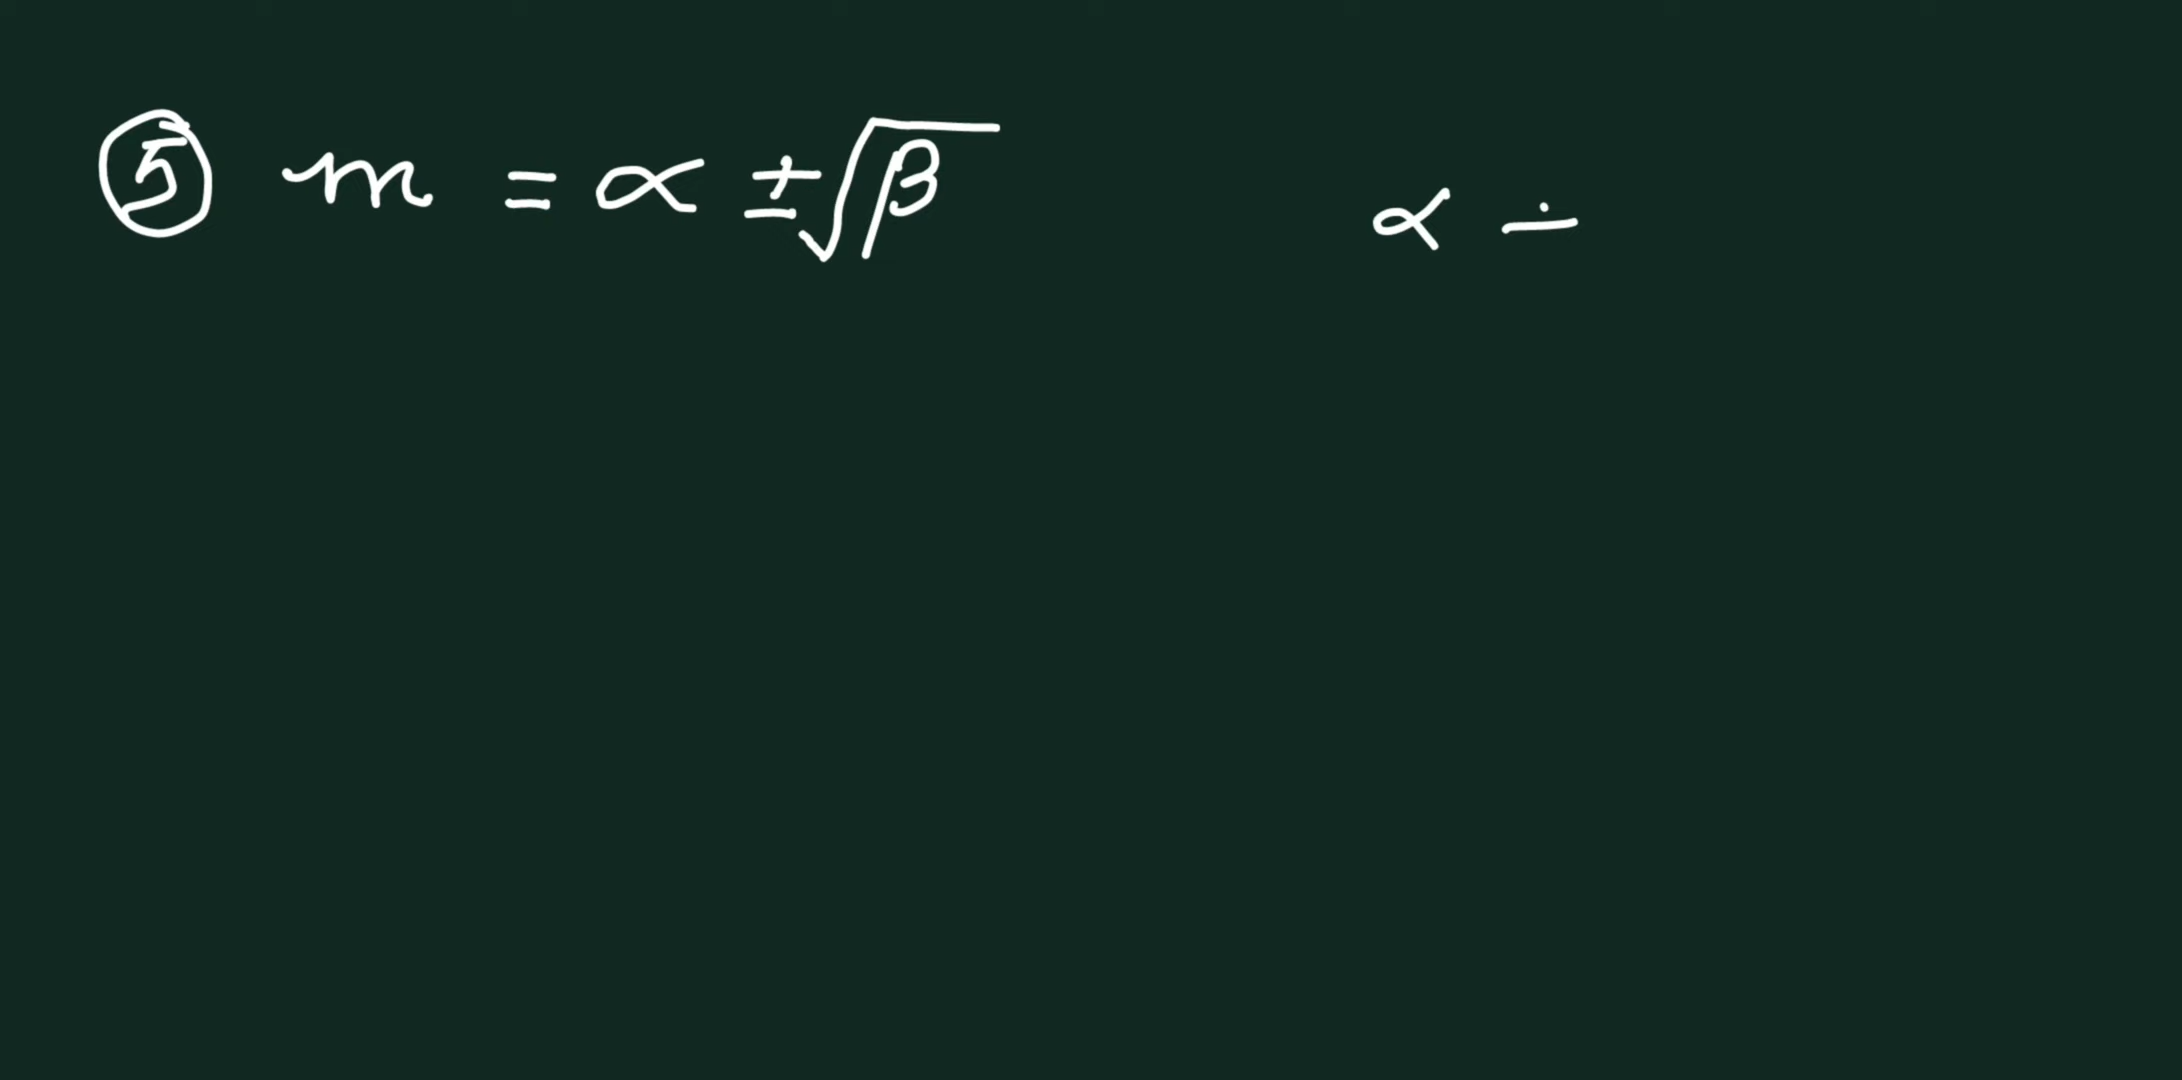 ⑤ m = α ±√β α ∸